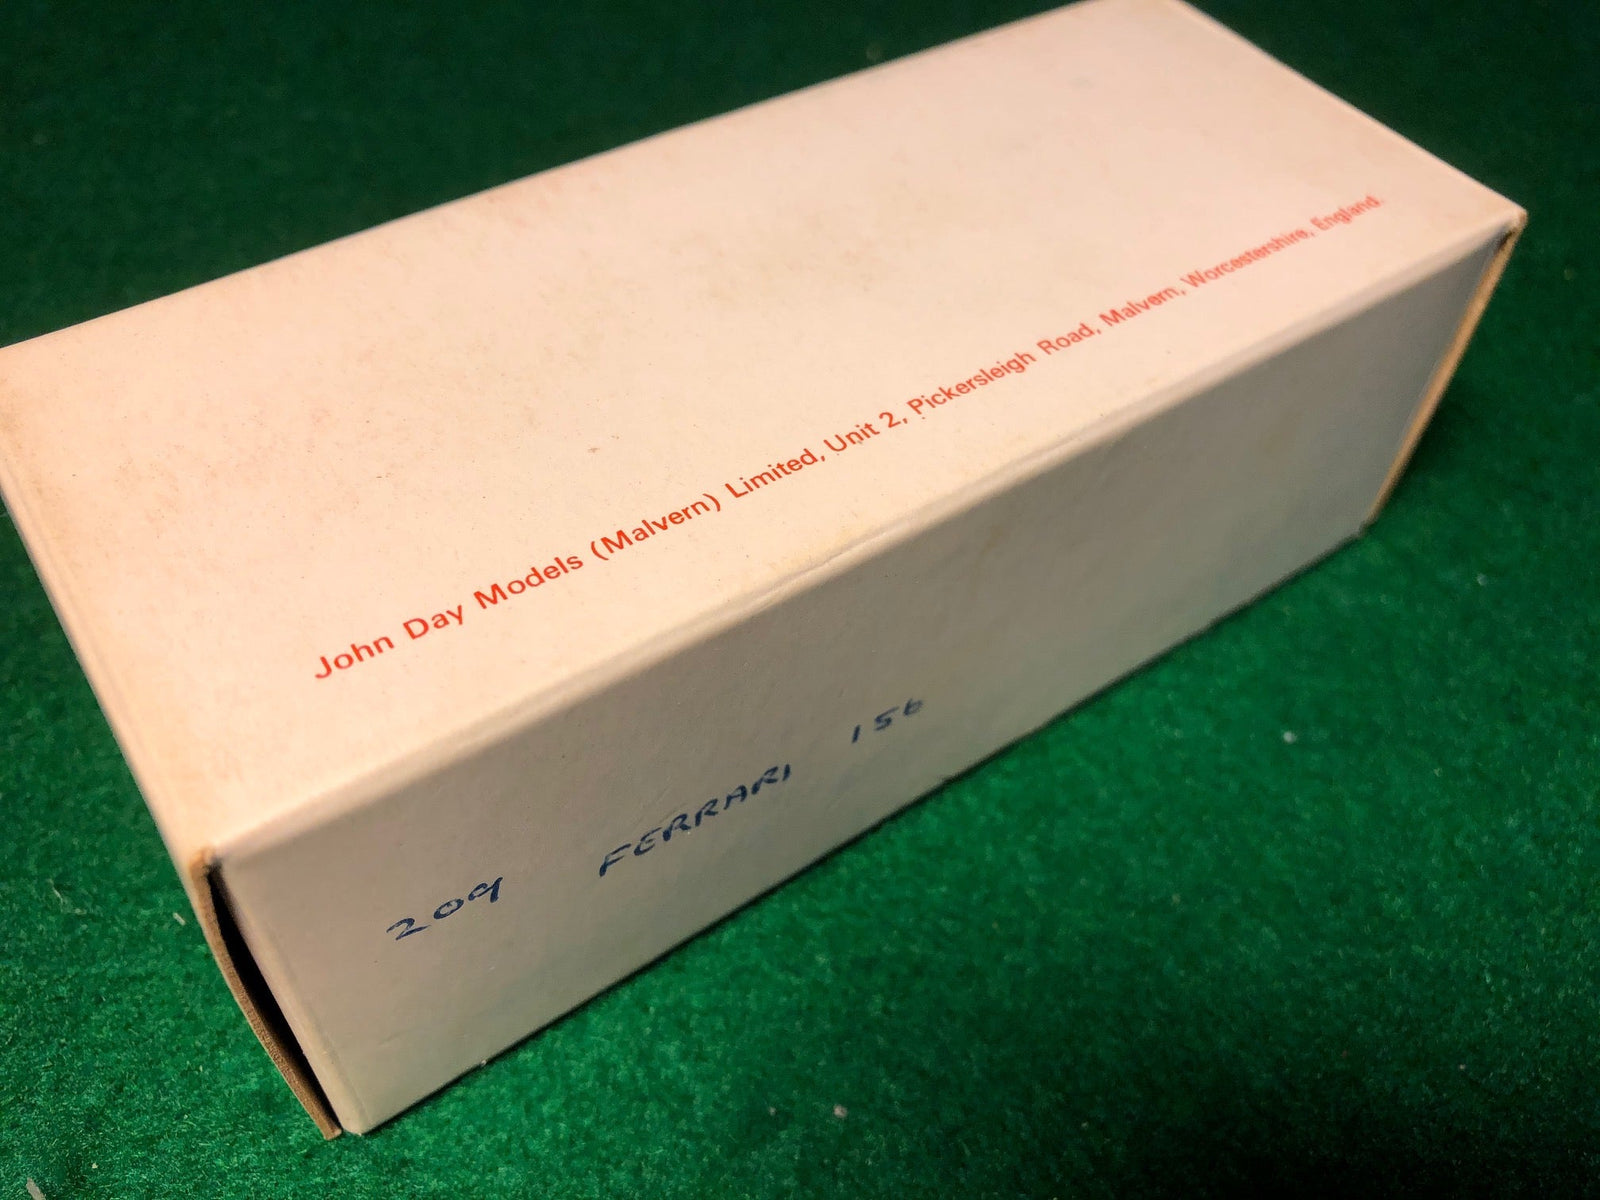 John Day Models (Malvern) Limited, Unit 2, Pickersleigh Road, Malvern, Worcestershire, England.
209 FERRARI 156